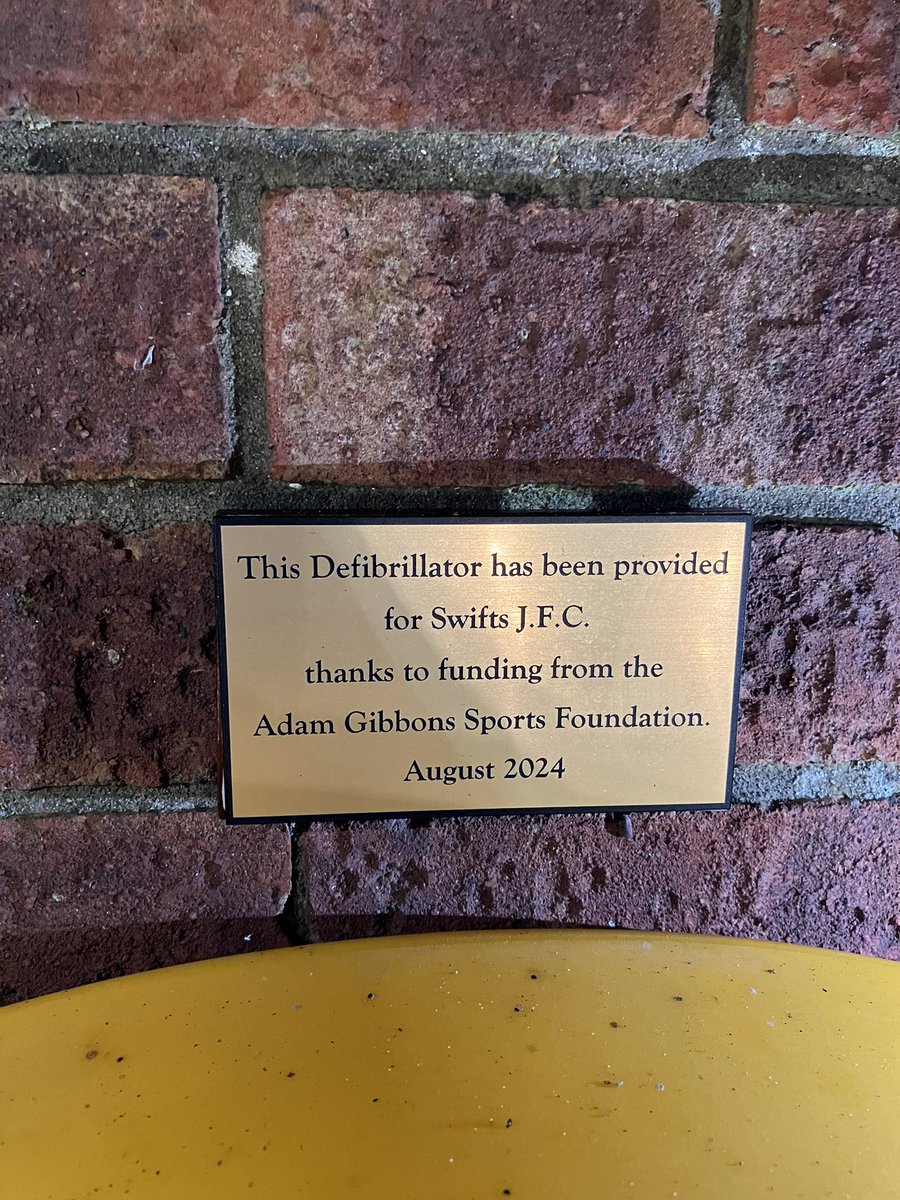 This Defibrillator has been provided
for Swifts J.F.C.
thanks to funding from the
Adam Gibbons Sports Foundation.
August 2024